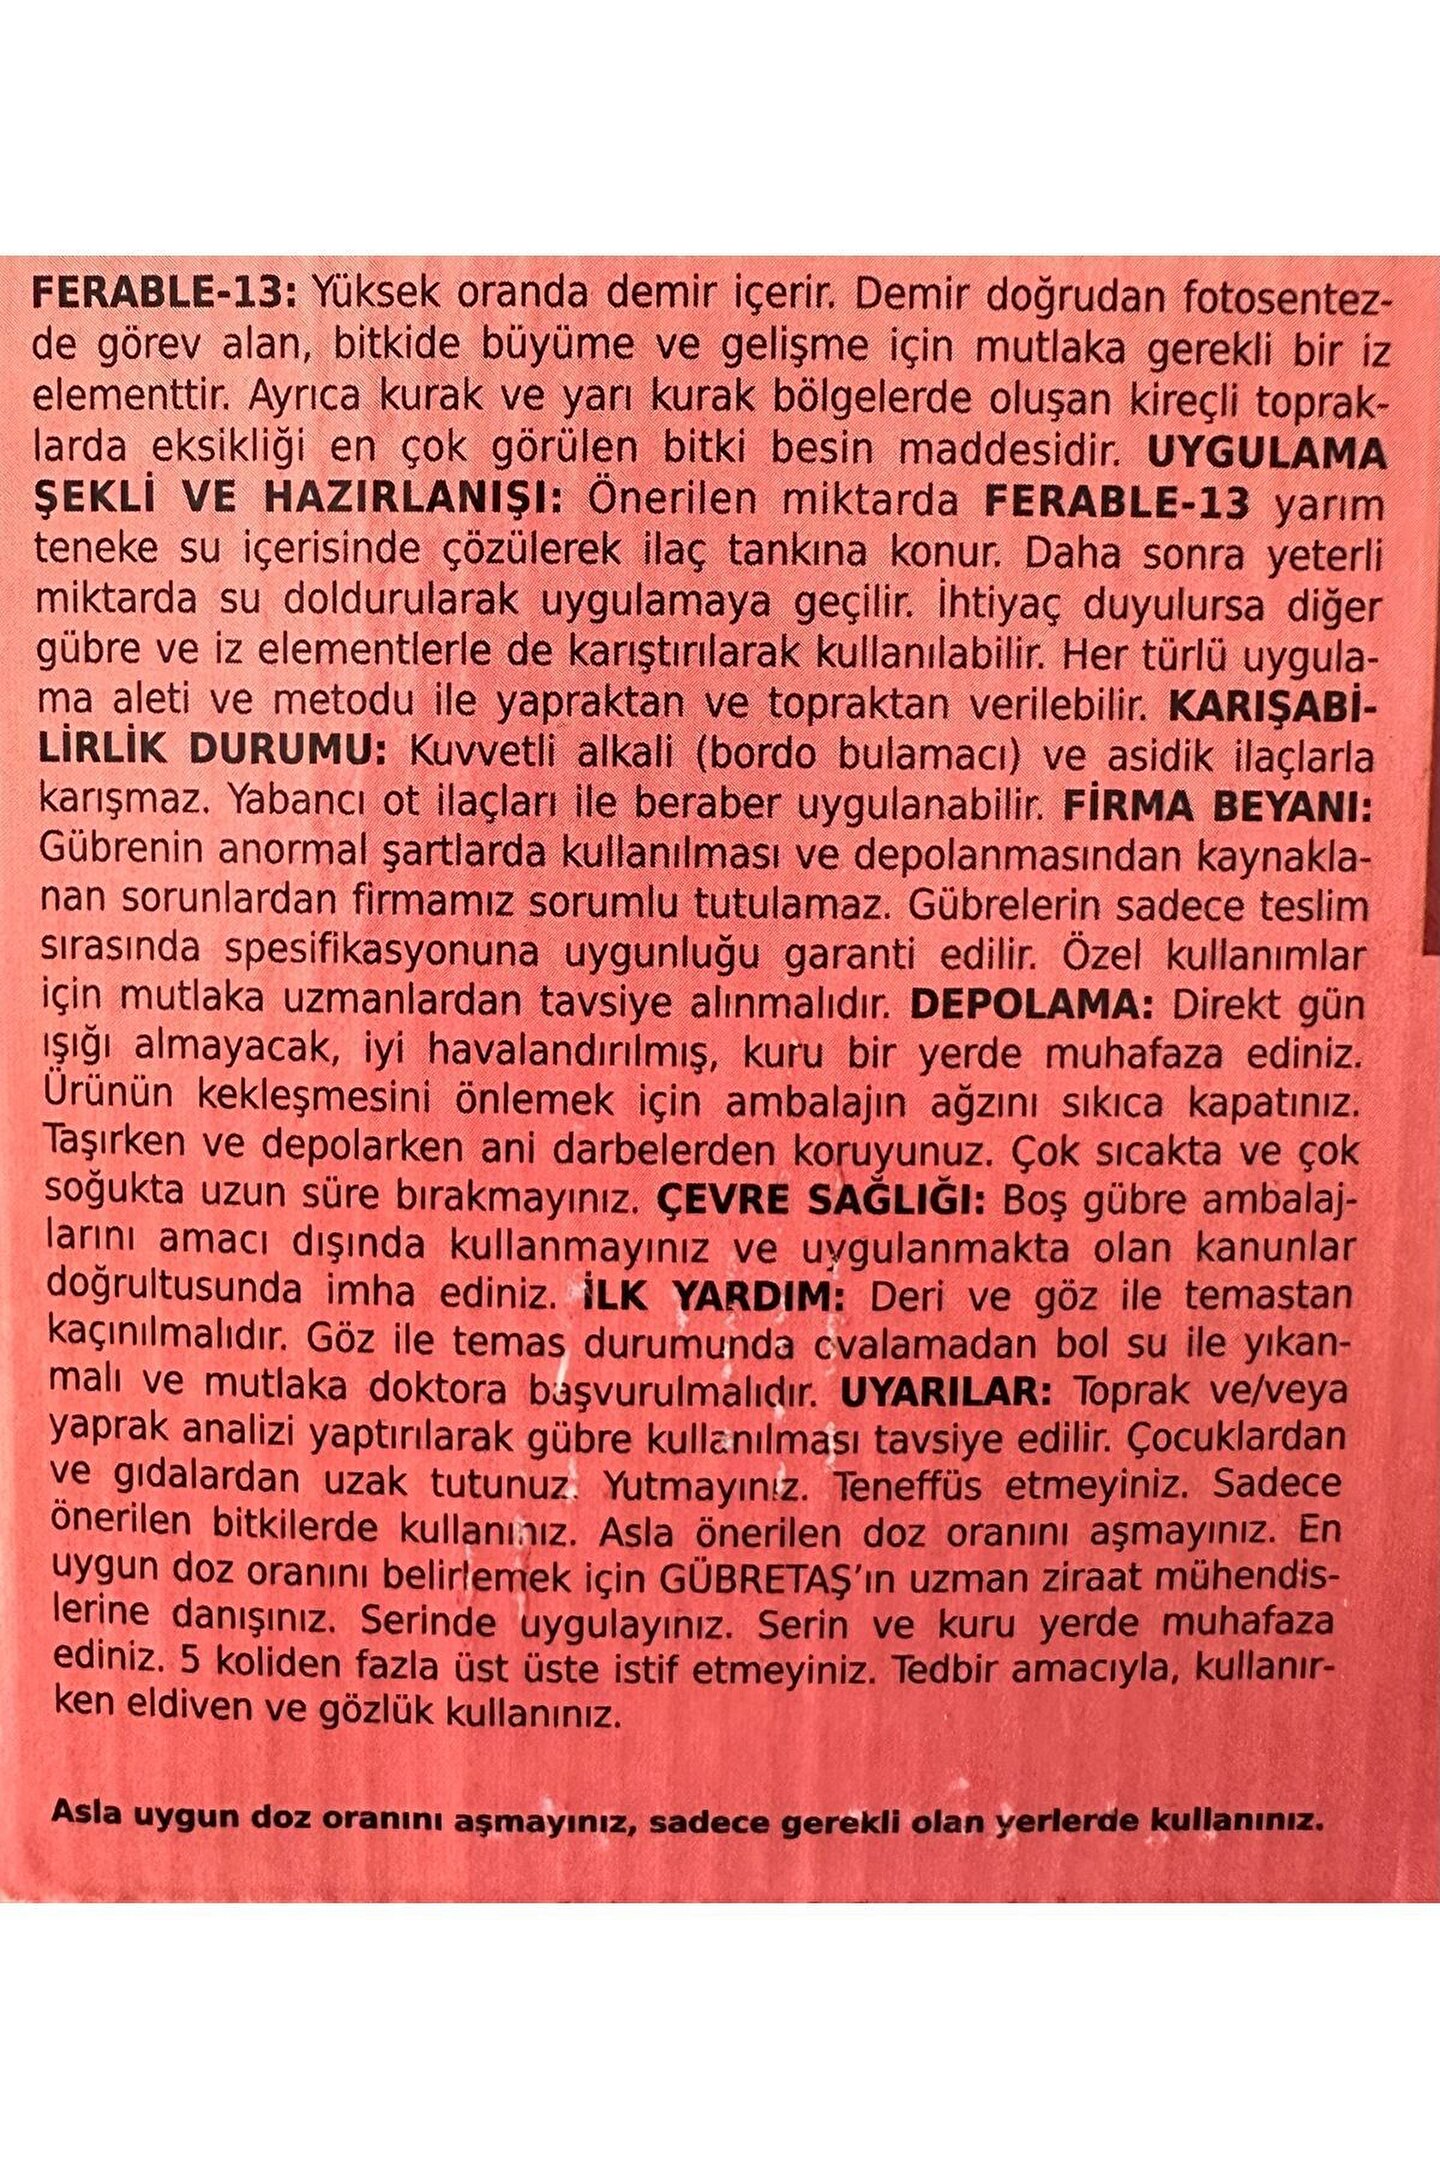 FERABLE-13: Yüksek oranda demir içerir. Demir doğrudan fotosentez-
de görev alan, bitkide büyüme ve gelişme için mutlaka gerekli bir iz
elementtir. Ayrıca kurak ve yarı kurak bölgelerde oluşan kireçli toprak-
larda eksikliği en çok görülen bitki besin maddesidir. UYGULAMA
ŞEKLİ VE HAZIRLANIŞI: Önerilen miktarda FERABLE-13 yarım
teneke su içerisinde çözülerek ilaç tankına konur. Daha sonra yeterli
miktarda su doldurularak uygulamaya geçilir. İhtiyaç duyulursa diğer
gübre ve iz elementlerle de karıştırılarak kullanılabilir. Her türlü uygula-
ma aleti ve metodu ile yapraktan ve topraktan verilebilir. KARIŞABİ-
LİRLİK DURUMU: Kuvvetli alkali (bordo bulamacı) ve asidik ilaçlarla
karışmaz. Yabancı ot ilaçları ile beraber uygulanabilir. FİRMA BEYANI:
Gübrenin anormal şartlarda kullanılması ve depolanmasından kaynakla-
nan sorunlardan firmamız sorumlu tutulamaz. Gübrelerin sadece teslim
sırasında spesifikasyonuna uygunluğu garanti edilir. Özel kullanımlar
için mutlaka uzmanlardan tavsiye alınmalıdır. DEPOLAMA: Direkt gün
ışığı almayacak, iyi havalandırılmış, kuru bir yerde muhafaza ediniz.
Ürünün kekleşmesini önlemek için ambalajın ağzını sıkıca kapatınız.
Taşırken ve depolarken ani darbelerden koruyunuz. Çok sıcakta ve çok
soğukta uzun süre bırakmayınız. ÇEVRE SAĞLIĞI: Boş gübre ambalaj-
larını amacı dışında kullanmayınız ve uygulanmakta olan kanunlar
doğrultusunda imha ediniz. İLK YARDIM: Deri ve göz ile temastan
kaçınılmalıdır. Göz ile temas durumunda ovalamadan bol su ile yıkan-
malı ve mutlaka doktora başvurulmalıdır. UYARILAR: Toprak ve/veya
yaprak analizi yaptırılarak gübre kullanılması tavsiye edilir. Çocuklardan
ve gıdalardan uzak tutunuz. Yutmayınız. Teneffüs etmeyiniz. Sadece
önerilen bitkilerde kullanınız. Asla önerilen doz oranını aşmayınız. En
uygun doz oranını belirlemek için GÜBRETAŞ'ın uzman ziraat mühendis-
lerine danışınız. Serinde uygulayınız. Serin ve kuru yerde muhafaza
ediniz. 5 koliden fazla üst üste istif etmeyiniz. Tedbir amacıyla, kullanır-
ken eldiven ve gözlük kullanınız.
Asla uygun doz oranını aşmayınız, sadece gerekli olan yerlerde kullanınız.